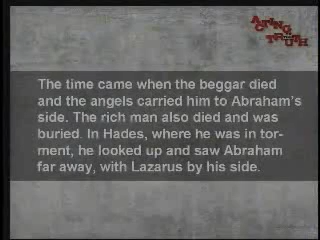 ACTING
TRUTH
The time came when the beggar died
and the angels carried him to Abraham's
side. The rich man also died and was
buried. In Hades, where he was in tor-
ment, he looked up and saw Abraham
far away, with Lazarus by his side.